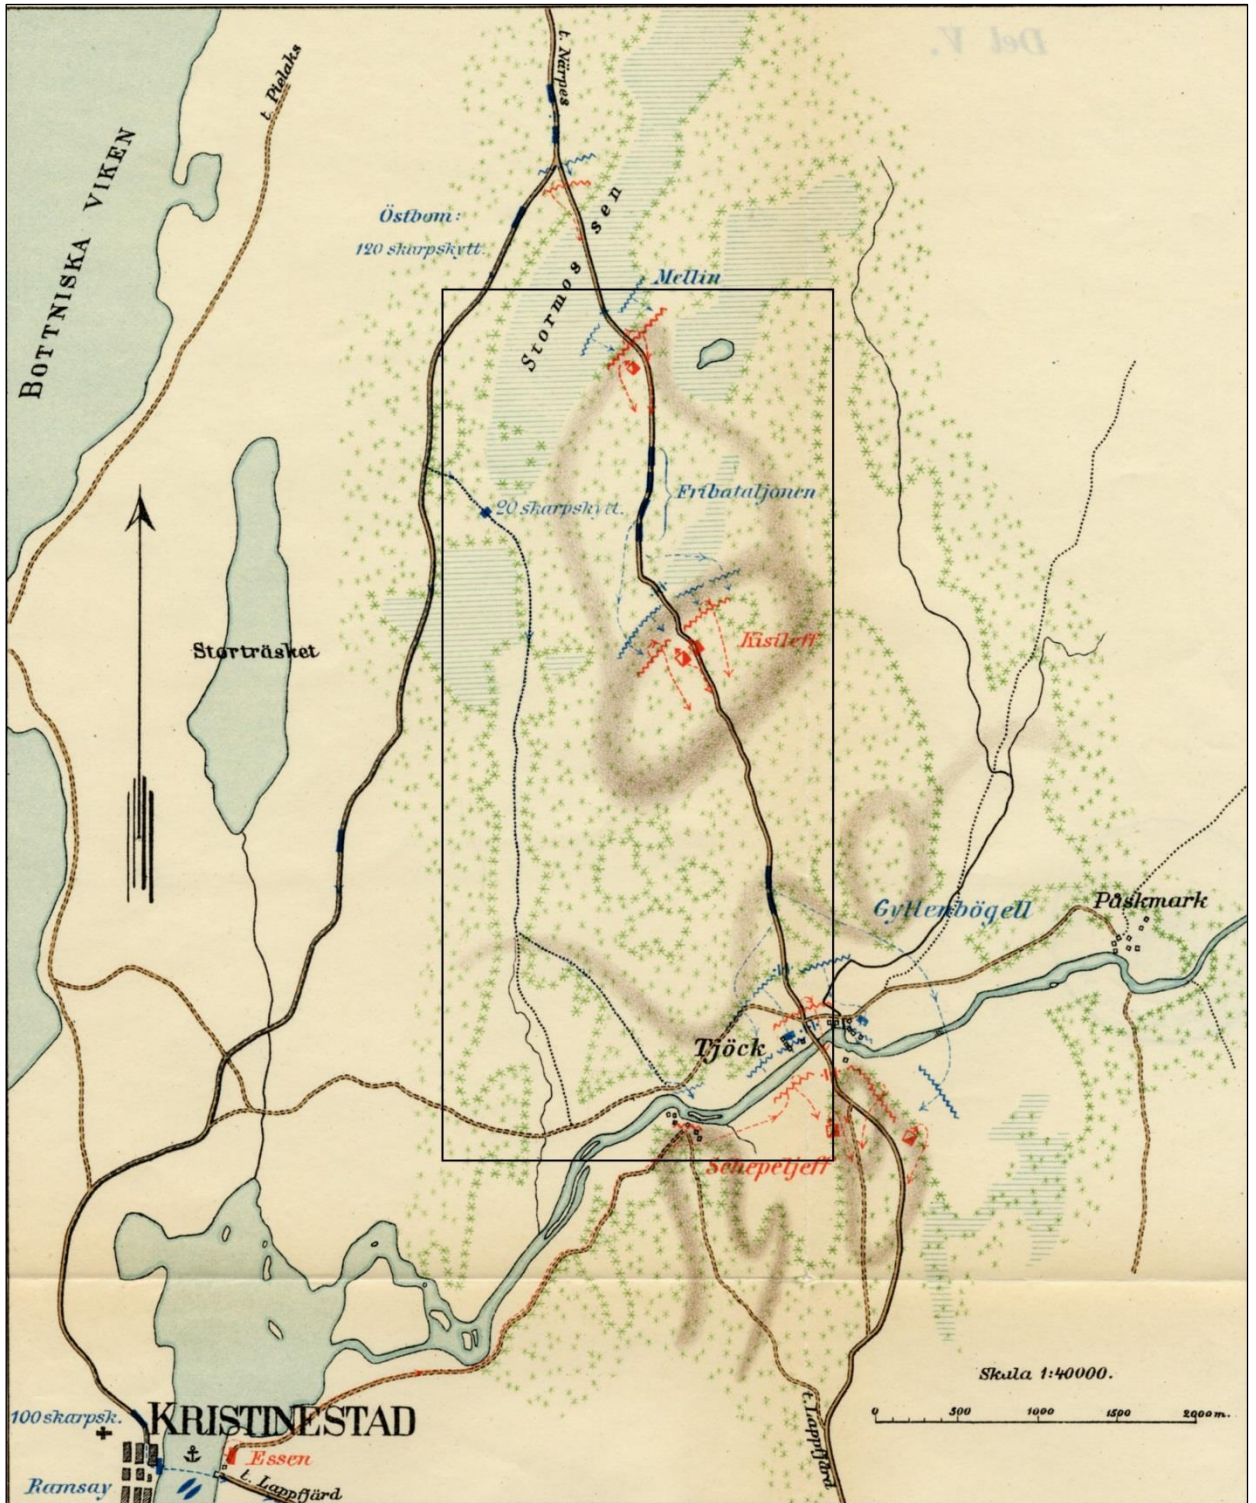 Del V.
t. Pielaks
t. Närpes
BOTTNISKA VIKEN
Östbom:
120 skarpskytt.
Stormossen
Mellin
Fribataljonen
20 skarpskytt.
Kisileff
Storträsket
Gyllenbögell
Påskmark
Tjöck
Schepeljeff
Skala 1:40000.
0 500 1000 1500 2000 m.
100 skarpsk.
KRISTINESTAD
Essen
Ramsay
t. Lappfjärd
t. Lappfjärd